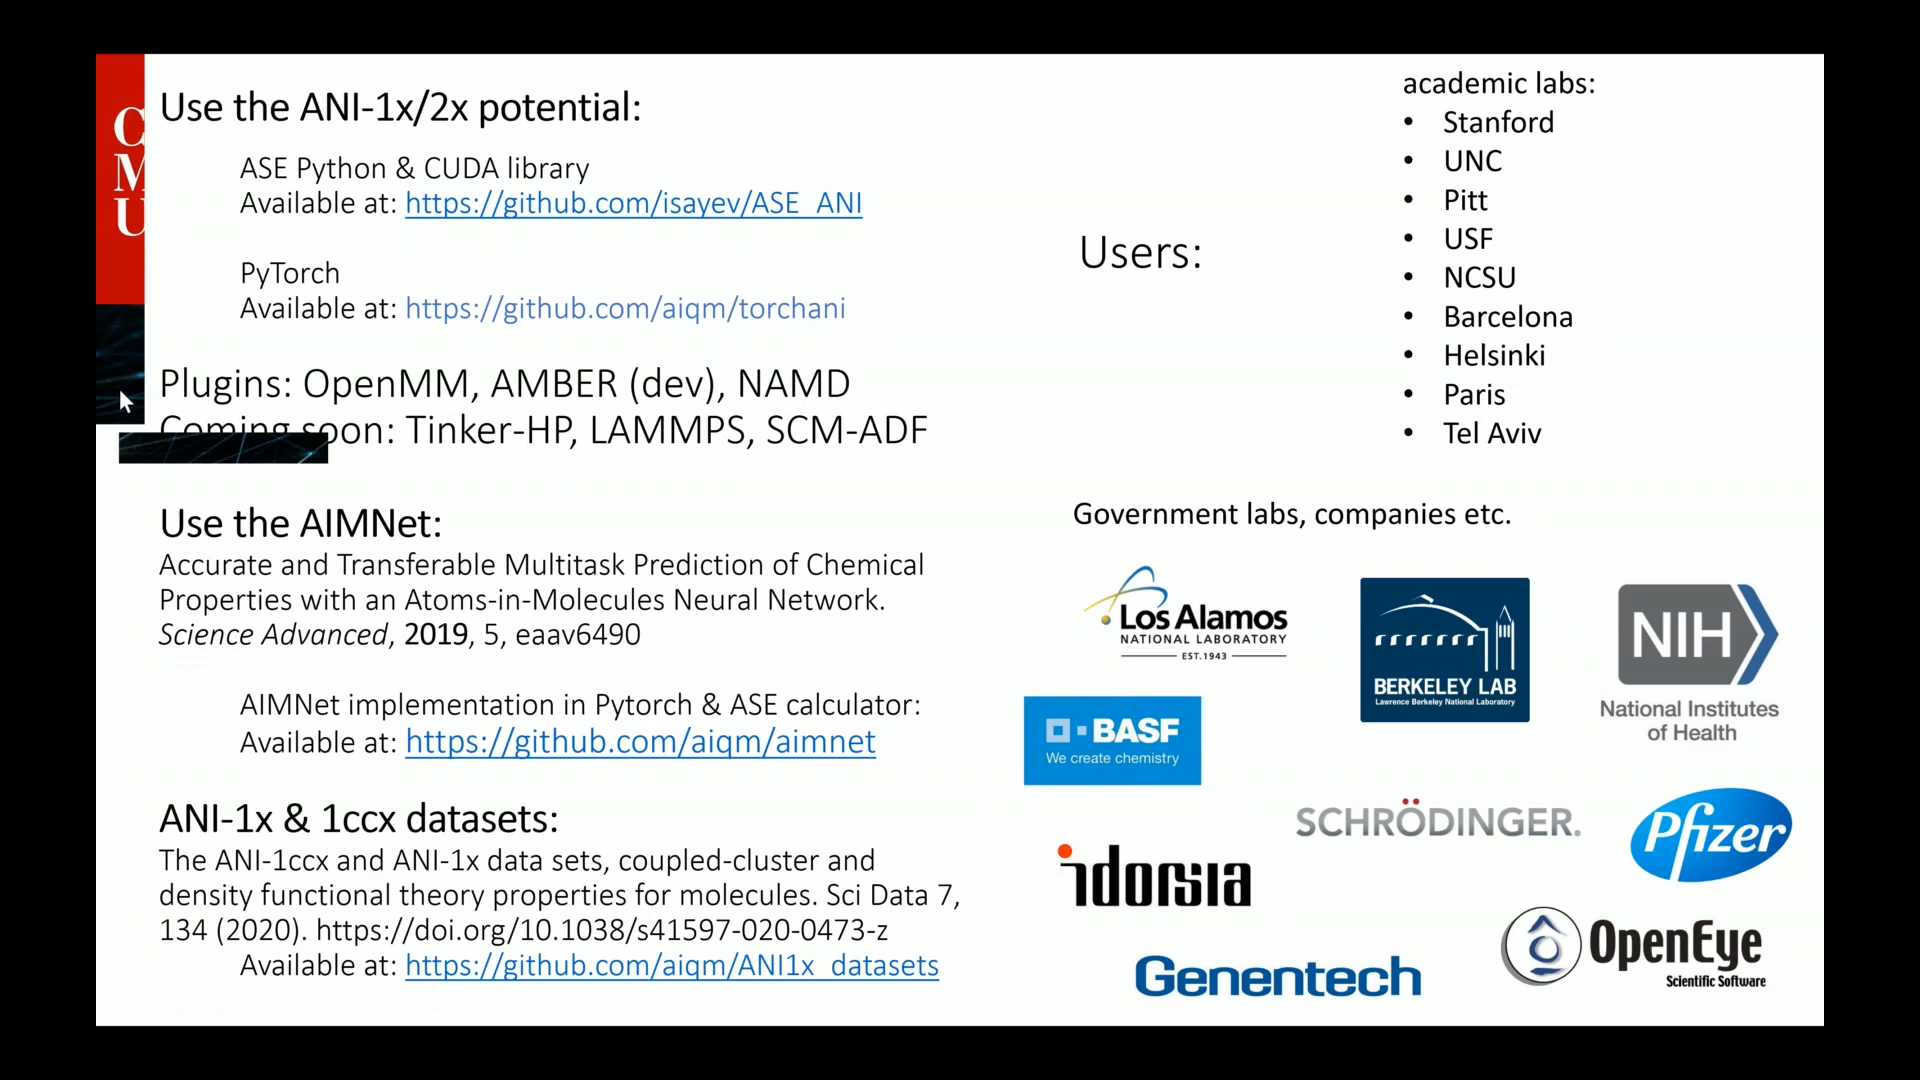 C
M
U
Use the ANI-1x/2x potential:
ASE Python & CUDA library
Available at: https://github.com/isayev/ASE_ANI
PyTorch
Available at: https://github.com/aiqm/torchani
Plugins: OpenMM, AMBER (dev), NAMD
Coming soon: Tinker-HP, LAMMPS, SCM-ADF
Use the AIMNet:
Accurate and Transferable Multitask Prediction of Chemical
Properties with an Atoms-in-Molecules Neural Network.
Science Advanced, 2019, 5, eaav6490
AIMNet implementation in Pytorch & ASE calculator:
Available at: https://github.com/aiqm/aimnet
ANI-1x & 1ccx datasets:
The ANI-1ccx and ANI-1x data sets, coupled-cluster and
density functional theory properties for molecules. Sci Data 7,
134 (2020). https://doi.org/10.1038/s41597-020-0473-z
Available at: https://github.com/aiqm/ANI1x_datasets
Users:
academic labs:
• Stanford
• UNC
• Pitt
• USF
• NCSU
• Barcelona
• Helsinki
• Paris
• Tel Aviv
Government labs, companies etc.
Los Alamos
NATIONAL LABORATORY
EST.1943
BERKELEY LAB
Lawrence Berkeley National Laboratory
NIH
National Institutes
of Health
BASF
We create chemistry
SCHRÖDINGER.
Pfizer
idorsia
OpenEye
Scientific Software
Genentech